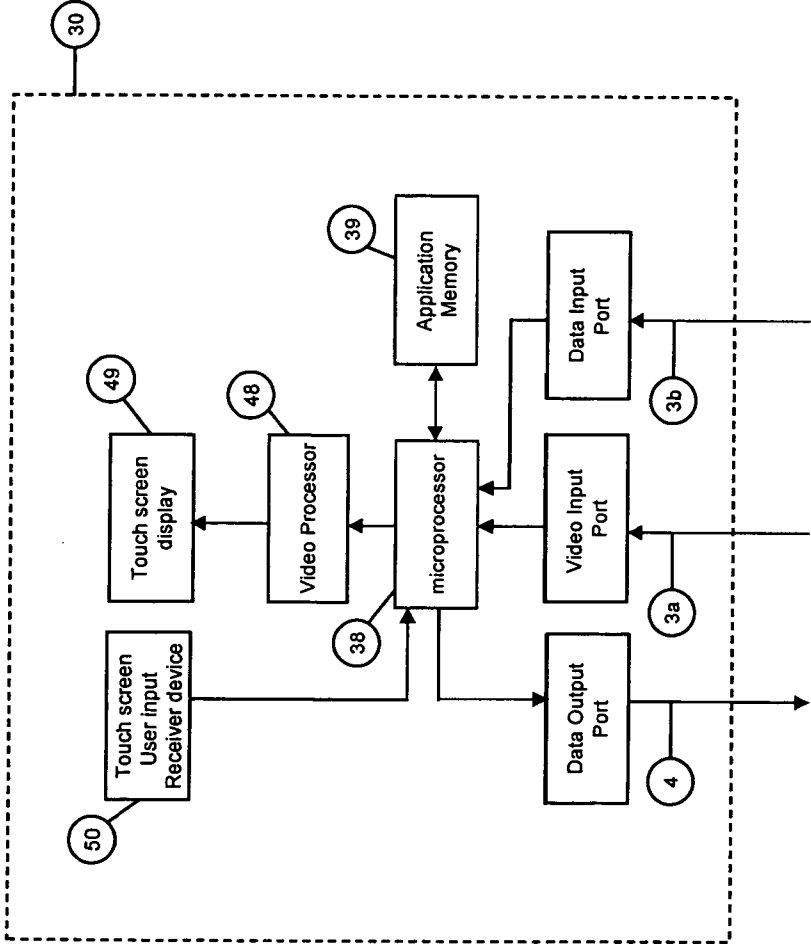 30
50
Touch screen
User input
Receiver device
49
Touch screen
display
48
Video Processor
38
microprocessor
39
Application
Memory
Data Output
Port
Video Input
Port
Data Input
Port
4
3a
3b